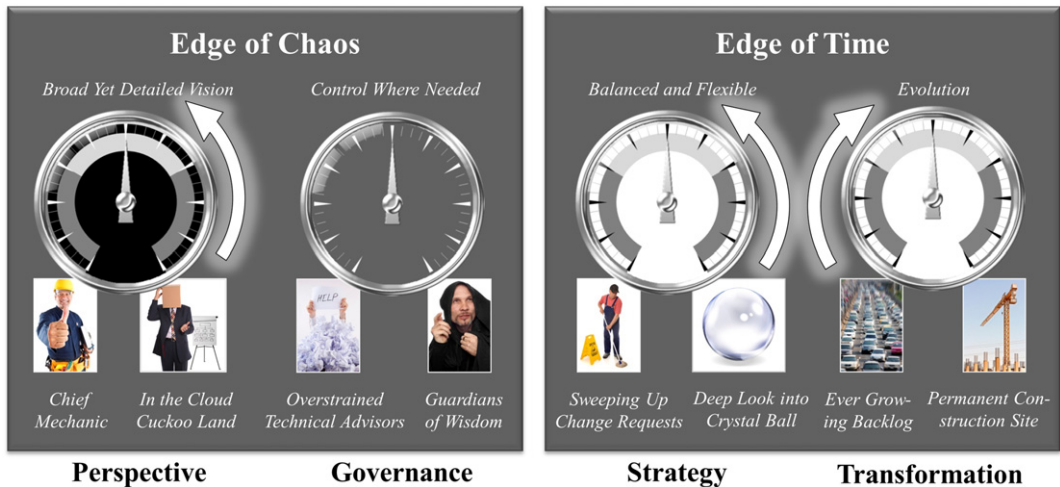 Edge of Chaos
Broad Yet Detailed Vision
Control Where Needed
HELP
Chief
Mechanic
In the Cloud
Cuckoo Land
Overstrained
Technical Advisors
Guardians
of Wisdom
Perspective
Governance
Edge of Time
Balanced and Flexible
Evolution
Sweeping Up
Change Requests
Deep Look into
Crystal Ball
Ever Grow-
ing Backlog
Permanent Con-
struction Site
Strategy
Transformation